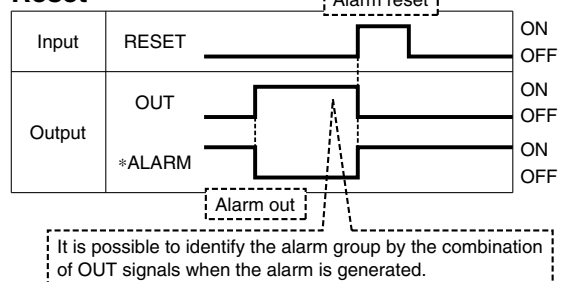 Reset
Alarm reset
Input RESET ON
OFF
Output OUT ON
OFF
*ALARM ON
OFF
Alarm out
It is possible to identify the alarm group by the combination
of OUT signals when the alarm is generated.